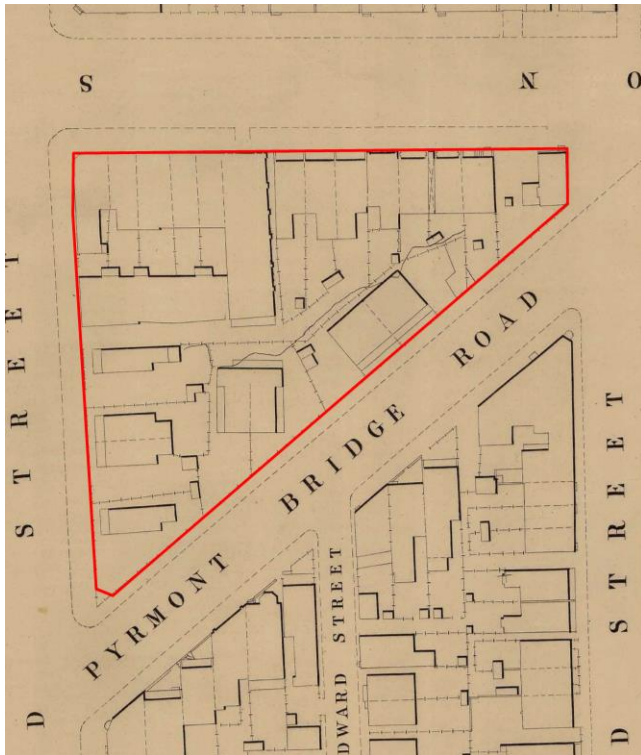 S N O
STREET
PYRMONT BRIDGE ROAD
DWARD STREET
STREET
D
D